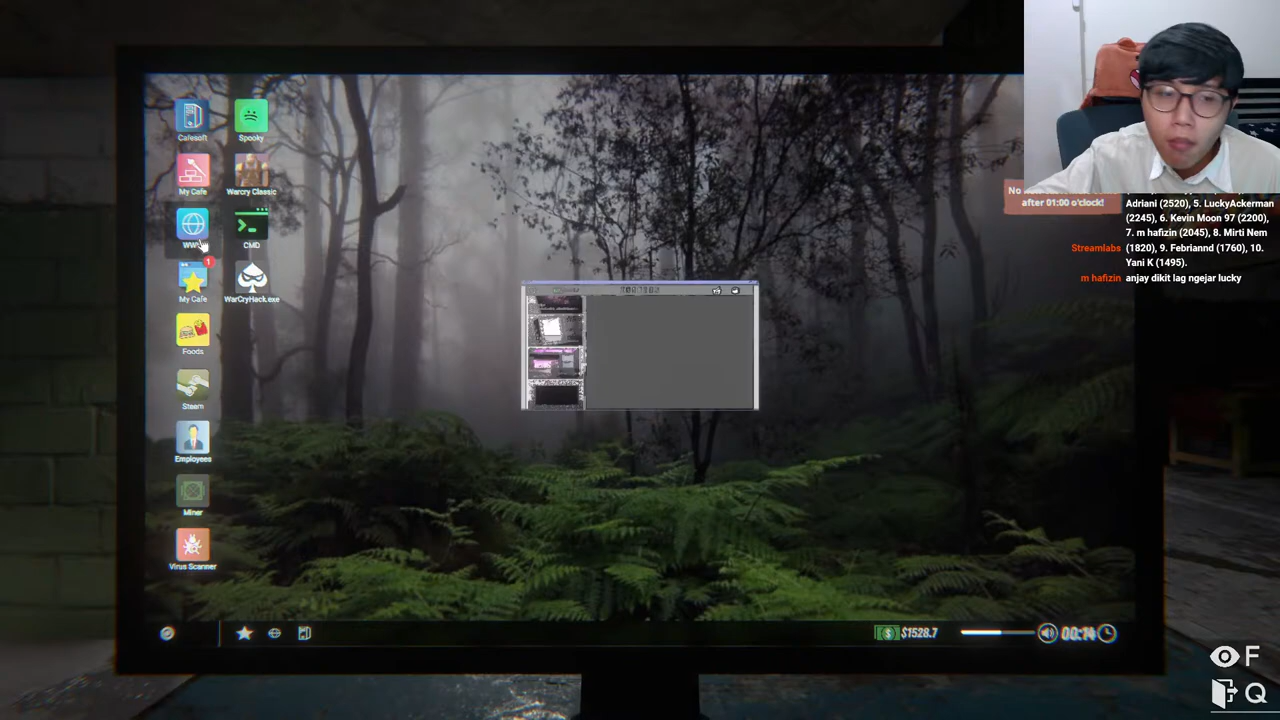 Cafesoft
Spooky
My Cafe
Warcry Classic
WWW
CMD
1
My Cafe
WarCryHack.exe
Foods
Steam
Employees
Miner
Virus Scanner
$1528.7
00:14
after 01:00 o'clock!
Adriani (2520), 5. LuckyAckerman
(2245), 6. Kevin Moon 97 (2200),
7. m hafizin (2045), 8. Mirti Nem
Streamlabs (1820), 9. Febriannd (1760), 10.
Yani K (1495).
m hafizin anjay dikit lag ngejar lucky
F
Q